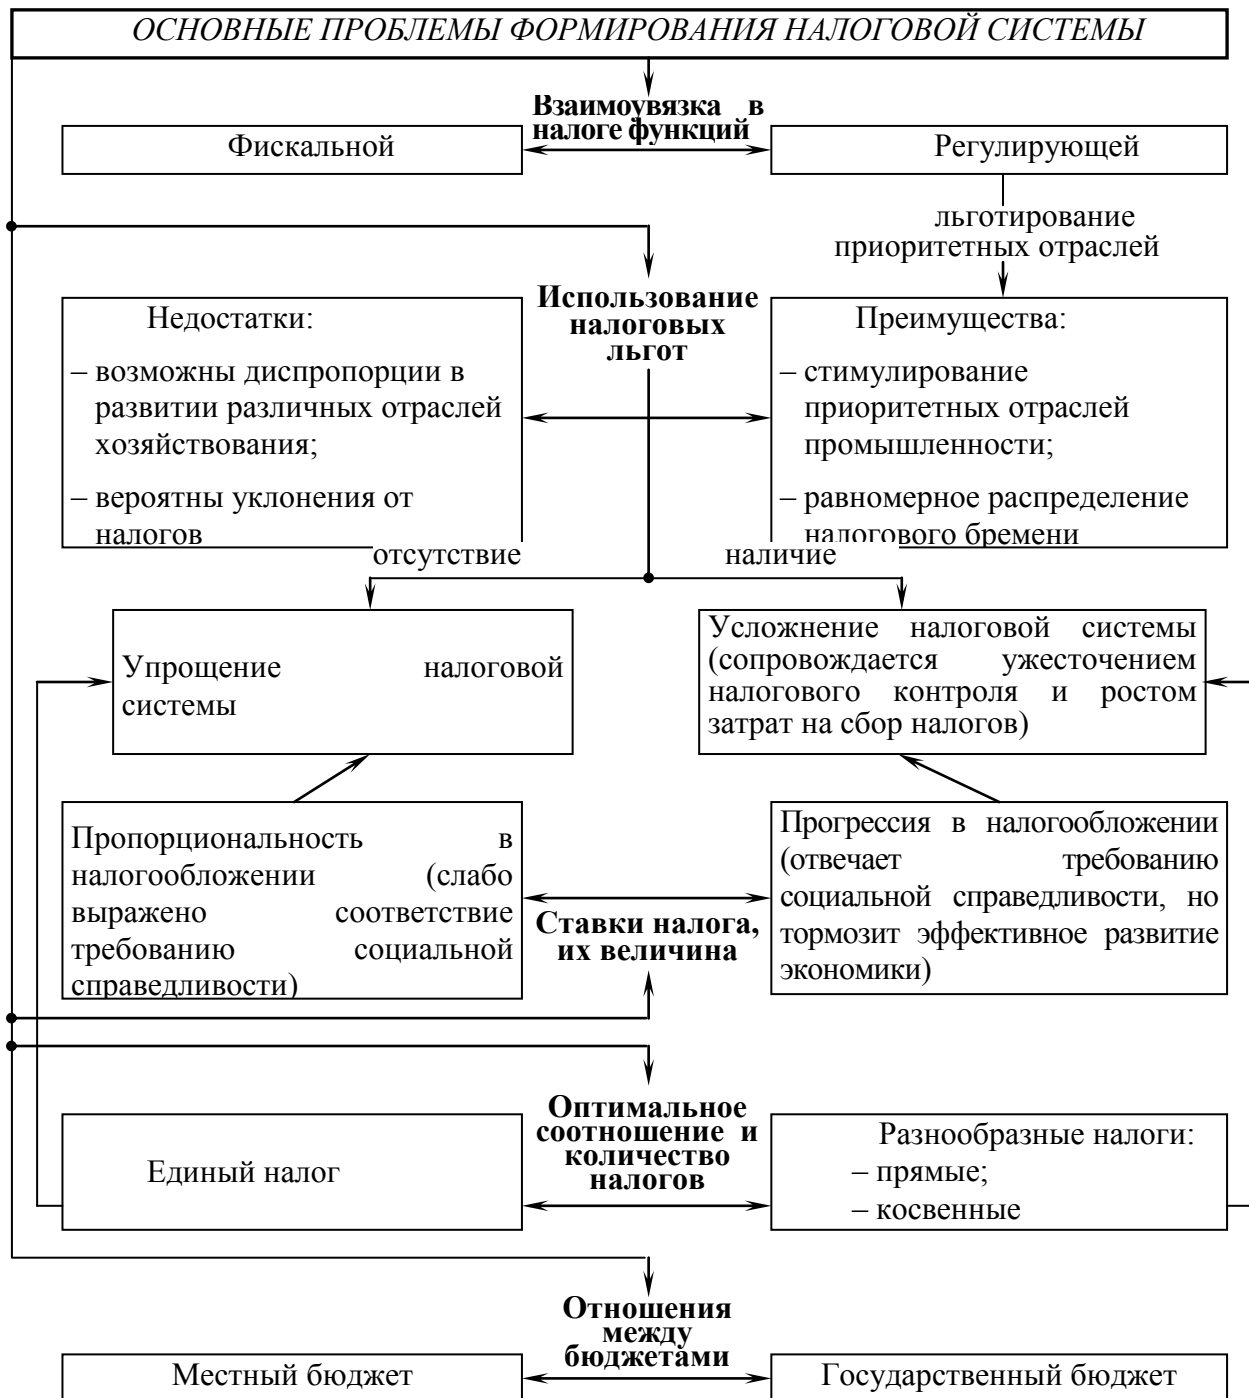 ОСНОВНЫЕ ПРОБЛЕМЫ ФОРМИРОВАНИЯ НАЛОГОВОЙ СИСТЕМЫ
Взаимоувязка в
налоге функций
Фискальной
Регулирующей
льготирование
приоритетных отраслей
Использование
налоговых
льгот
Недостатки:
– возможны диспропорции в
развитии различных отраслей
хозяйствования;
– вероятны уклонения от
налогов
Преимущества:
– стимулирование
приоритетных отраслей
промышленности;
– равномерное распределение
налогового бремени
отсутствие
наличие
Упрощение налоговой
системы
Усложнение налоговой системы
(сопровождается ужесточением
налогового контроля и ростом
затрат на сбор налогов)
Пропорциональность в
налогообложении (слабо
выражено соответствие
требованию социальной
справедливости)
Ставки налога,
их величина
Прогрессия в налогообложении
(отвечает требованию
социальной справедливости, но
тормозит эффективное развитие
экономики)
Оптимальное
соотношение и
количество
налогов
Единый налог
Разнообразные налоги:
– прямые;
– косвенные
Отношения
между
бюджетами
Местный бюджет
Государственный бюджет